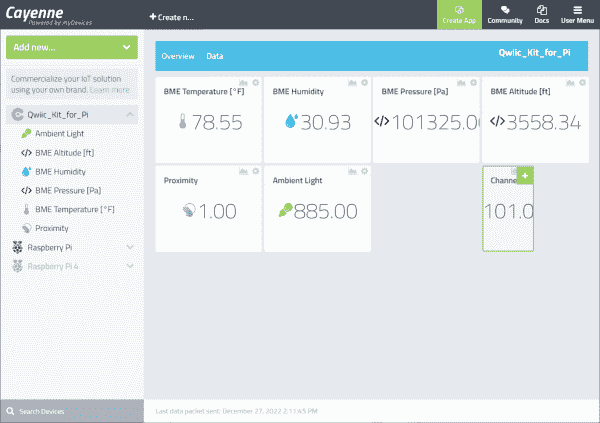 Cayenne
Powered by myDevices
+ Create n...
Create App
Community
Docs
User Menu
Add new...
Commercialize your IoT solution
using your own brand. Learn more
Qwiic_Kit_for_Pi
Ambient Light
</> BME Altitude [ft]
BME Humidity
</> BME Pressure [Pa]
BME Temperature [°F]
Proximity
Raspberry Pi
Raspberry Pi 4
Search Devices
Overview Data Qwiic_Kit_for_Pi
BME Temperature [°F] BME Humidity BME Pressure [Pa] BME Altitude [ft]
78.55 30.93 </>101325.00 </>3558.34
Proximity Ambient Light Channe
1.00 885.00 101.0
Last data packet sent: December 27, 2022 2:11:45 PM